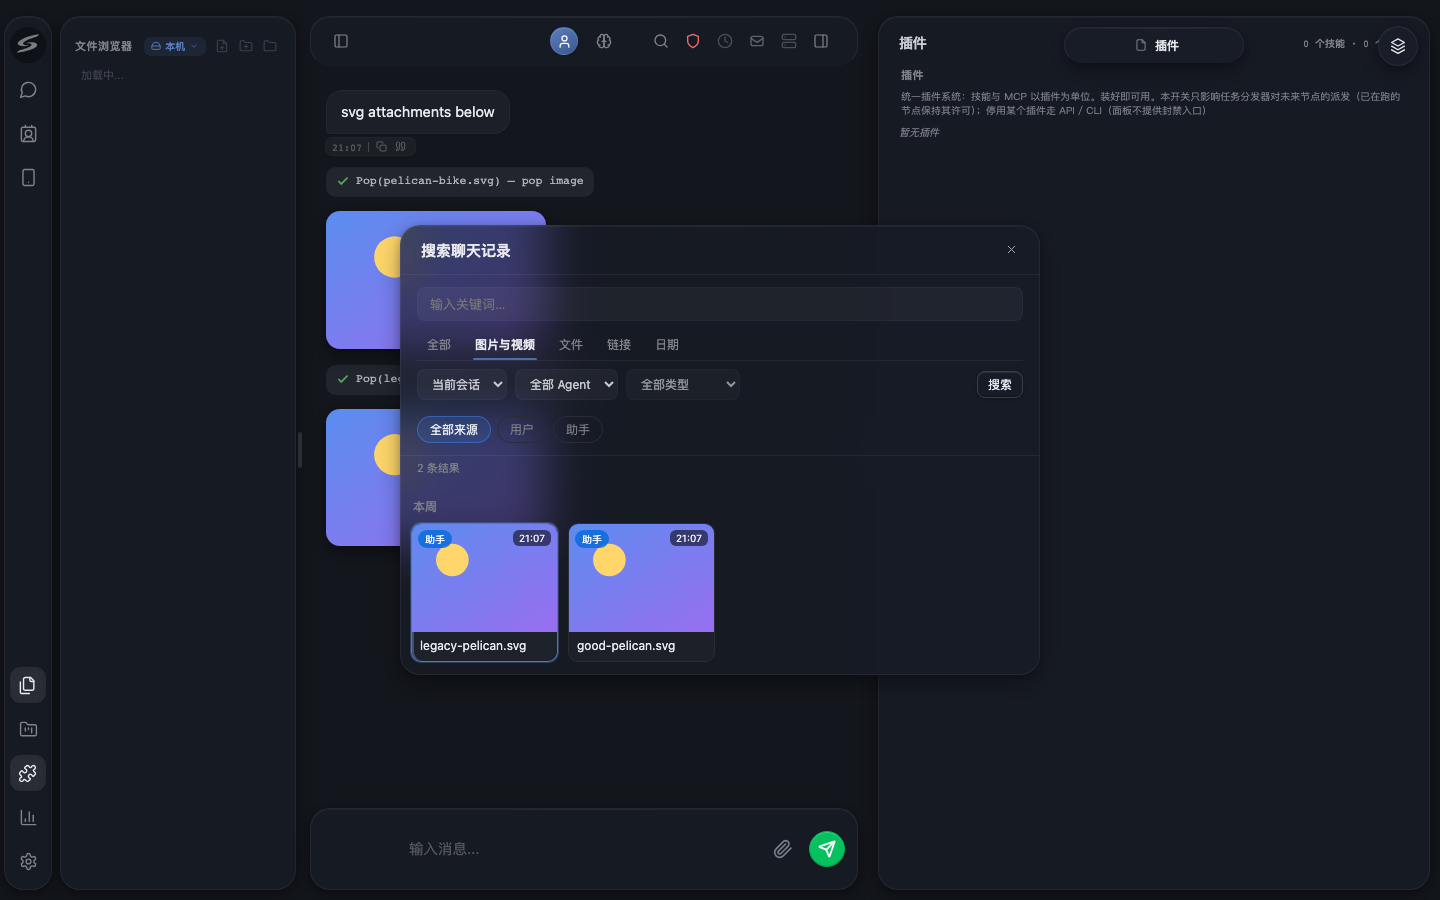 文件浏览器
本机
加载中...
svg attachments below
21:07
Pop(pelican-bike.svg) — pop image
Pop(leg
搜索聊天记录
输入关键词...
全部
图片与视频
文件
链接
日期
当前会话
全部 Agent
全部类型
搜索
全部来源
用户
助手
2 条结果
本周
助手
21:07
legacy-pelican.svg
助手
21:07
good-pelican.svg
输入消息...
插件
插件
0 个技能 · 0
插件
统一插件系统：技能与 MCP 以插件为单位。装好即可用。本开关只影响任务分发器对未来节点的派发（已在跑的
节点保持其许可）；停用某个插件走 API / CLI（面板不提供封禁入口）
暂无插件